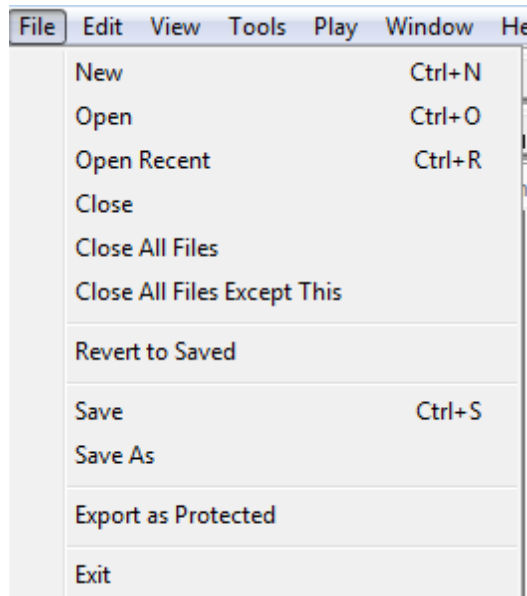 File Edit View Tools Play Window He
New Ctrl+N
Open Ctrl+O
Open Recent Ctrl+R
Close
Close All Files
Close All Files Except This
Revert to Saved
Save Ctrl+S
Save As
Export as Protected
Exit